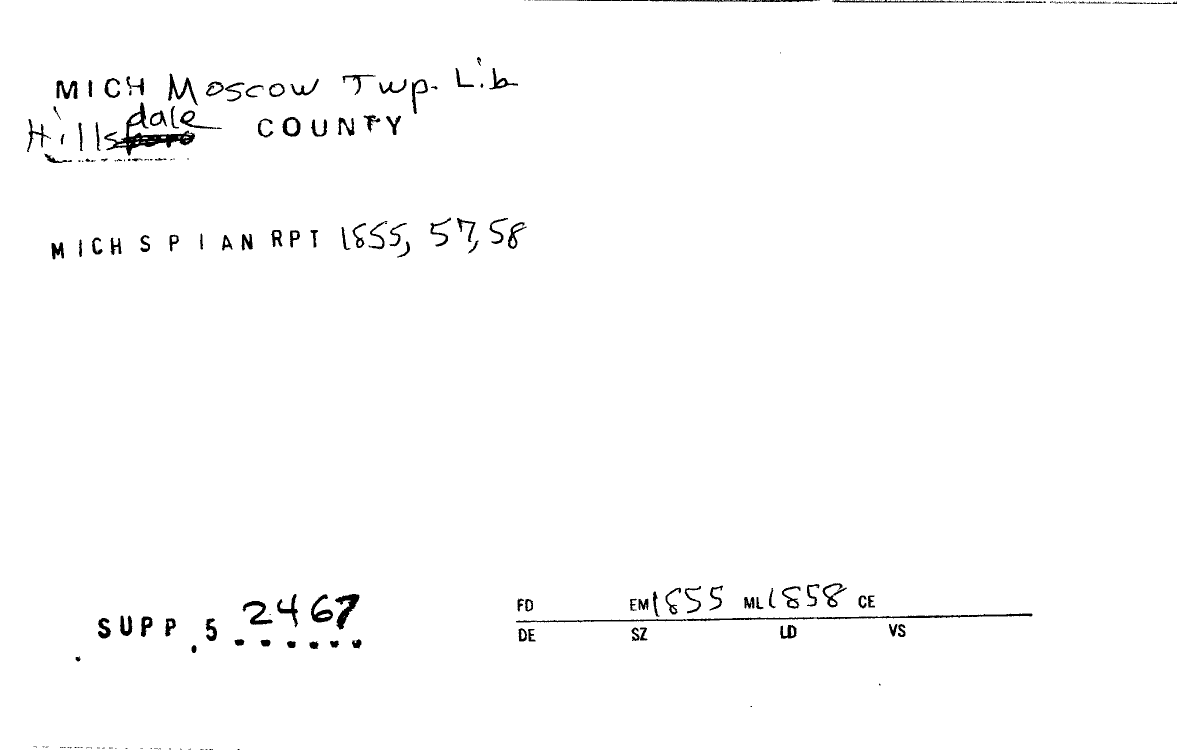 MICH Moscow Twp. Lib
Hillsdale COUNTY
MICH S P I AN RPT 1855, 57, 58
SUPP 5 2467
FD EM 1855 ML 1858 CE
DE SZ LD VS